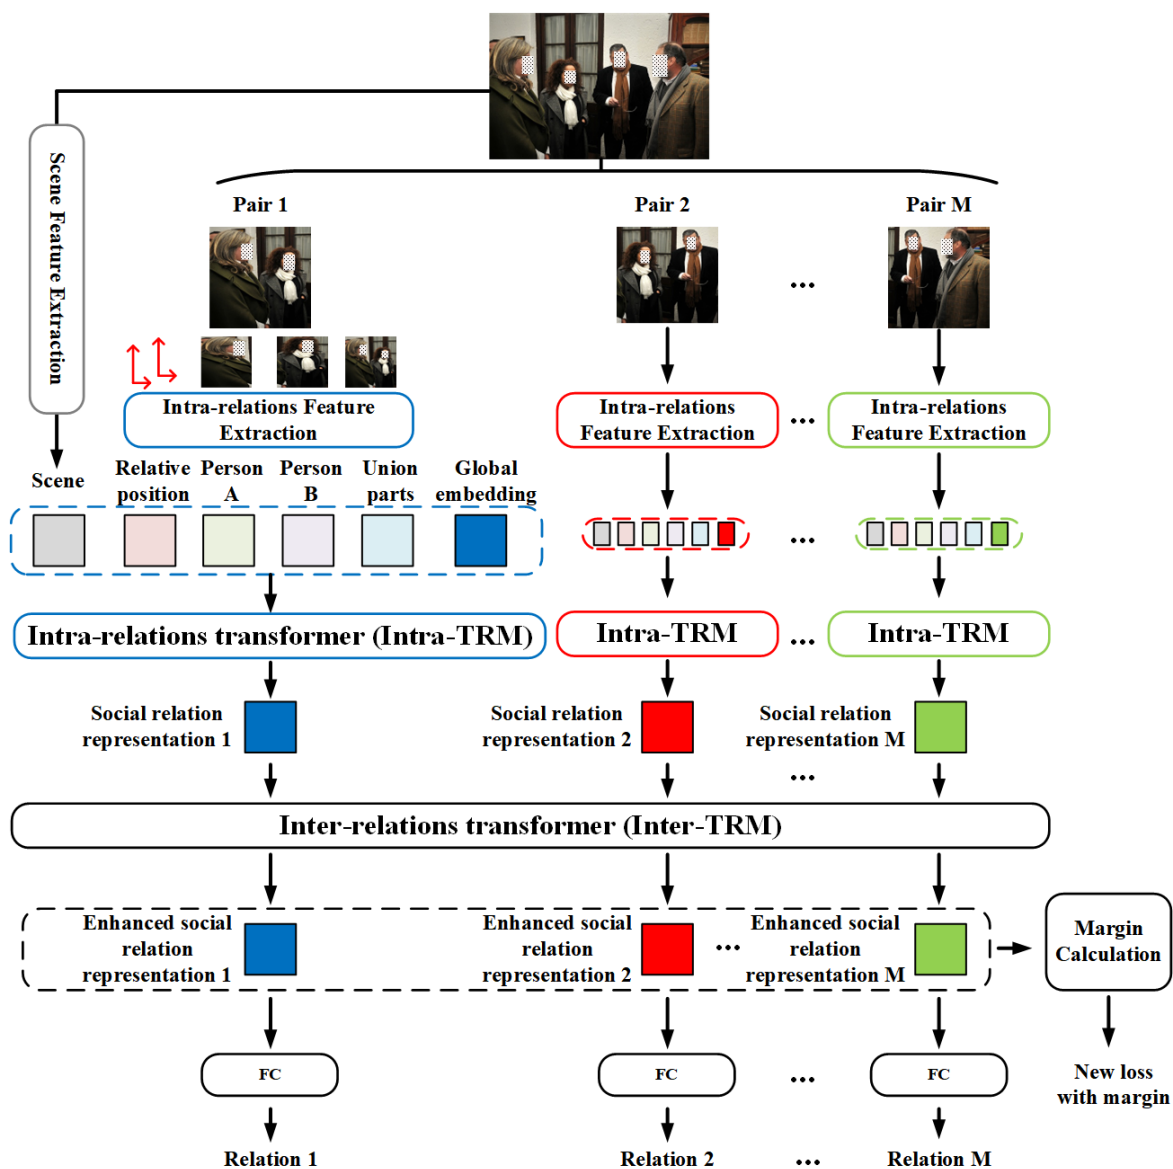 Scene Feature Extraction
Pair 1
Pair 2
Pair M
...
Intra-relations Feature
Extraction
Intra-relations
Feature Extraction
...
Intra-relations
Feature Extraction
Scene
Relative
position
Person
A
Person
B
Union
parts
Global
embedding
...
Intra-relations transformer (Intra-TRM)
Intra-TRM
...
Intra-TRM
Social relation
representation 1
Social relation
representation 2
Social relation
representation M
...
Inter-relations transformer (Inter-TRM)
Enhanced social
relation
representation 1
Enhanced social
relation
representation 2
...
Enhanced social
relation
representation M
Margin
Calculation
FC
FC
...
FC
New loss
with margin
Relation 1
Relation 2
...
Relation M